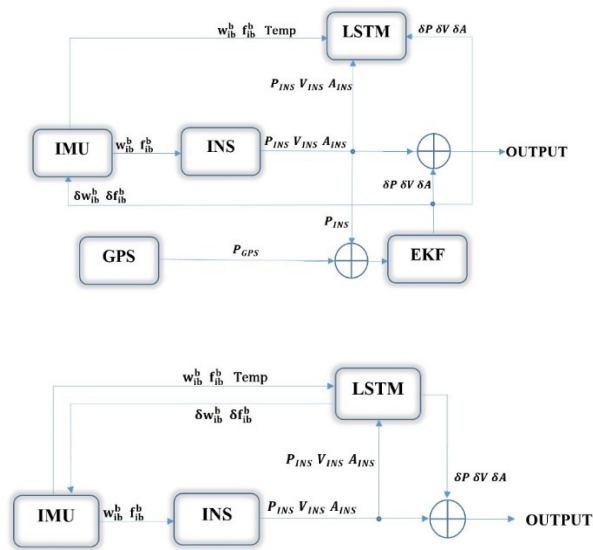 w_ib^b f_ib^b Temp
LSTM
δP δV δA
P_INS V_INS A_INS
IMU
w_ib^b f_ib^b
INS
P_INS V_INS A_INS
OUTPUT
δw_ib^b δf_ib^b
δP δV δA
P_INS
GPS
P_GPS
EKF
w_ib^b f_ib^b Temp
LSTM
δw_ib^b δf_ib^b
P_INS V_INS A_INS
δP δV δA
IMU
w_ib^b f_ib^b
INS
P_INS V_INS A_INS
OUTPUT